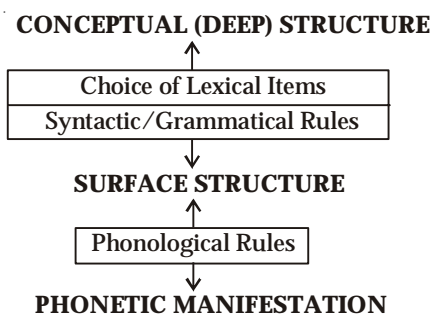 CONCEPTUAL (DEEP) STRUCTURE
Choice of Lexical Items
Syntactic/Grammatical Rules
SURFACE STRUCTURE
Phonological Rules
PHONETIC MANIFESTATION